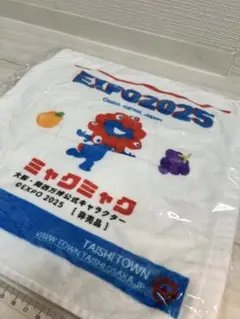 EXPO2025
Osaka, Kansai, Japan
ミャクミャク
大阪・関西万博公式キャラクター
©EXPO 2025 [非売品]
TAISHI TOWN
WWW.TOWN.TAISHI.OSAKA.JP